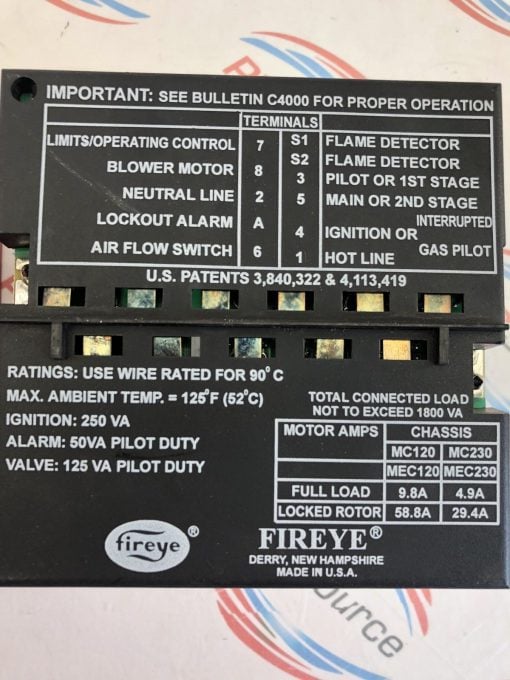 IMPORTANT: SEE BULLETIN C4000 FOR PROPER OPERATION
TERMINALS
LIMITS/OPERATING CONTROL 7 S1 FLAME DETECTOR
BLOWER MOTOR 8 S2 FLAME DETECTOR
NEUTRAL LINE 2 3 PILOT OR 1ST STAGE
LOCKOUT ALARM A 5 MAIN OR 2ND STAGE
AIR FLOW SWITCH 6 4 IGNITION OR INTERRUPTED GAS PILOT
1 HOT LINE
U.S. PATENTS 3,840,322 & 4,113,419
RATINGS: USE WIRE RATED FOR 90°C
MAX. AMBIENT TEMP. = 125°F (52°C)
IGNITION: 250 VA
ALARM: 50VA PILOT DUTY
VALVE: 125 VA PILOT DUTY
TOTAL CONNECTED LOAD
NOT TO EXCEED 1800 VA
MOTOR AMPS CHASSIS
MC120 MC230
MEC120 MEC230
FULL LOAD 9.8A 4.9A
LOCKED ROTOR 58.8A 29.4A
fireye®
FIREYE®
DERRY, NEW HAMPSHIRE
MADE IN U.S.A.
ource